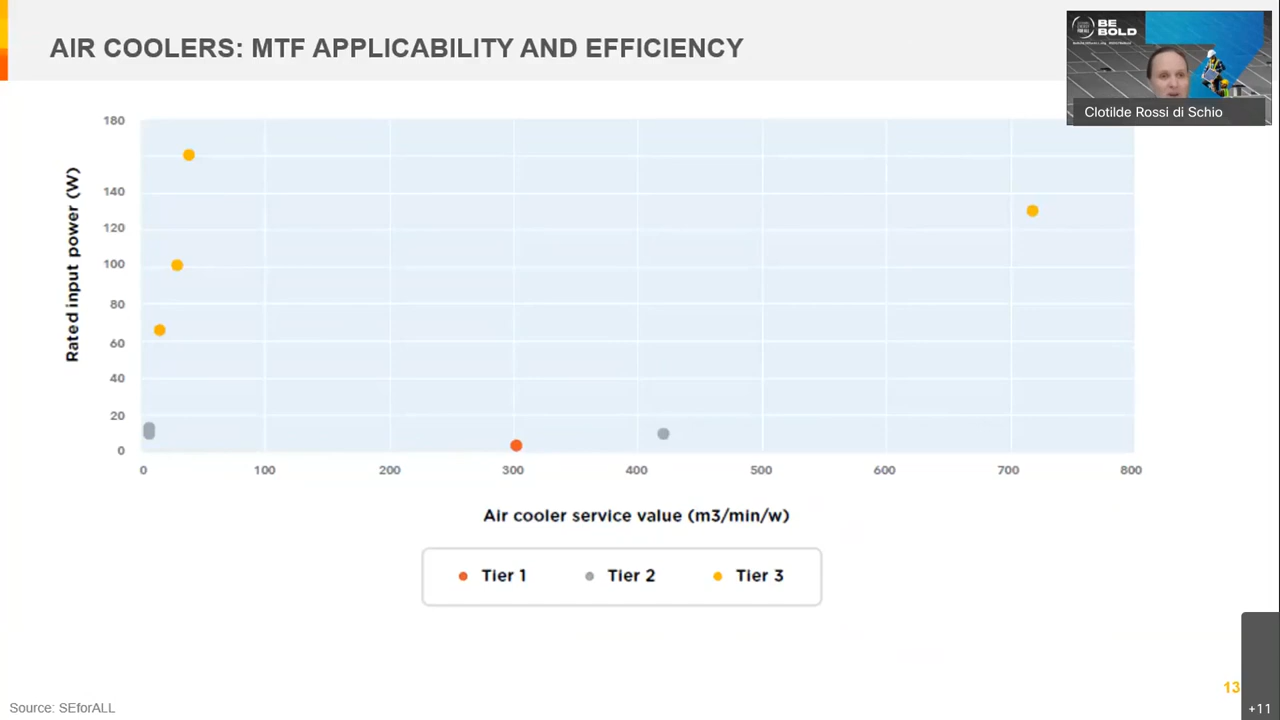 AIR COOLERS: MTF APPLICABILITY AND EFFICIENCY
BE
BOLD
Clotilde Rossi di Schio
180
140
120
100
80
60
40
20
0
Rated input power (W)
0 100 200 300 400 500 600 700 800
Air cooler service value (m3/min/w)
Tier 1 Tier 2 Tier 3
13
+11
Source: SEforALL